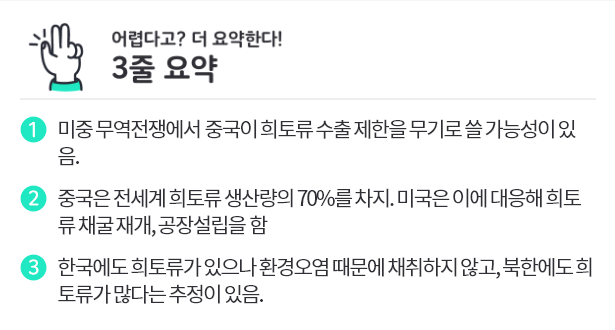 어렵다고? 더 요약한다!
3줄 요약
1 미중 무역전쟁에서 중국이 희토류 수출 제한을 무기로 쓸 가능성이 있
음.
2 중국은 전세계 희토류 생산량의 70%를 차지. 미국은 이에 대응해 희토
류 채굴 재개, 공장설립을 함
3 한국에도 희토류가 있으나 환경오염 때문에 채취하지 않고, 북한에도 희
토류가 많다는 추정이 있음.